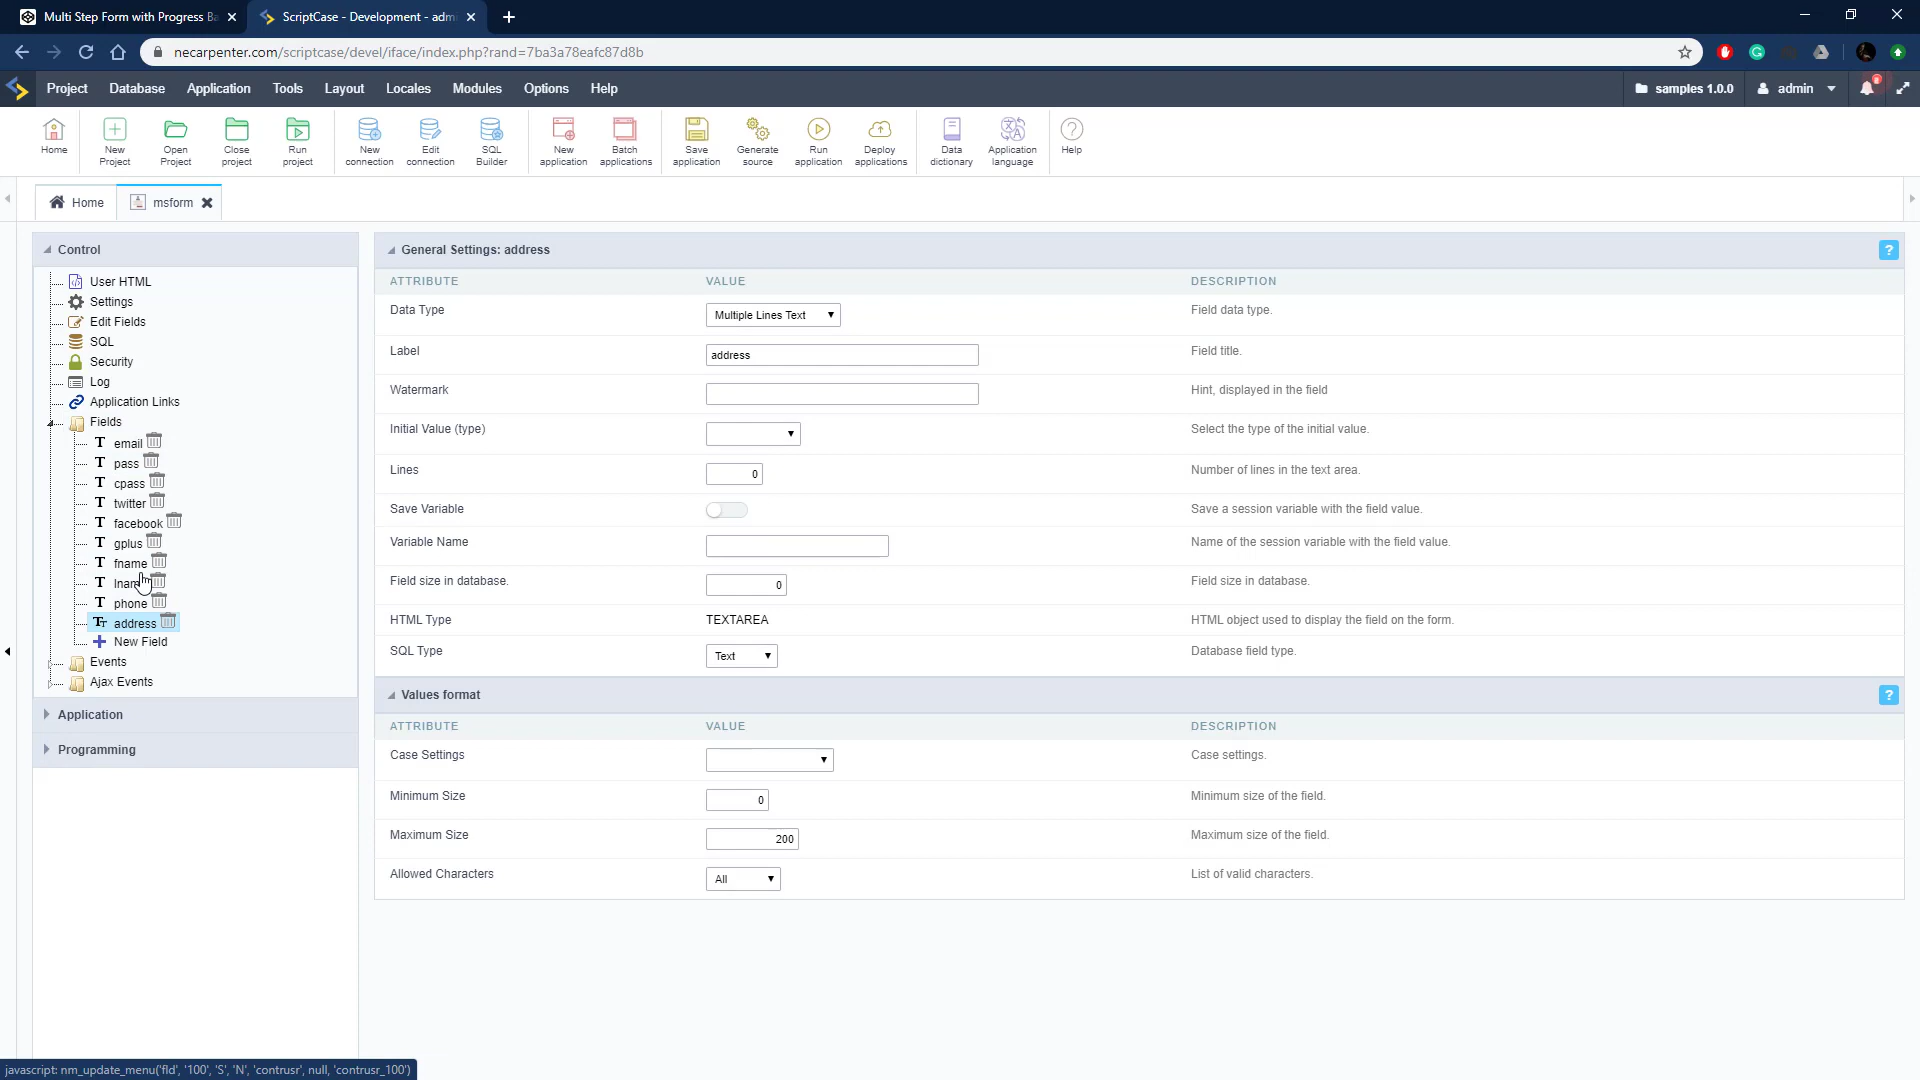 Multi Step Form with Progress Ba
ScriptCase - Development - adm
necarpenter.com/scriptcase/devel/iface/index.php?rand=7ba3a78eafc87d8b
Project Database Application Tools Layout Locales Modules Options Help
samples 1.0.0 admin
Home
New Project
Open Project
Close project
Run project
New connection
Edit connection
SQL Builder
New application
Batch applications
Save application
Generate source
Run application
Deploy applications
Data dictionary
Application language
Help
Home msform
Control
User HTML
Settings
Edit Fields
SQL
Security
Log
Application Links
Fields
T email
T pass
T cpass
T twitter
T facebook
T gplus
T fname
T
T phone
TT address
New Field
Events
Ajax Events
Application
Programming
General Settings: address ?
ATTRIBUTE VALUE DESCRIPTION
Data Type Multiple Lines Text Field data type.
Label address Field title.
Watermark Hint, displayed in the field
Initial Value (type) Select the type of the initial value.
Lines 0 Number of lines in the text area.
Save Variable Save a session variable with the field value.
Variable Name Name of the session variable with the field value.
Field size in database. 0 Field size in database.
HTML Type TEXTAREA HTML object used to display the field on the form.
SQL Type Text Database field type.
Values format ?
ATTRIBUTE VALUE DESCRIPTION
Case Settings Case settings.
Minimum Size 0 Minimum size of the field.
Maximum Size 200 Maximum size of the field.
Allowed Characters All List of valid characters.
javascript: nm_update_menu('fld', '100', 'S', 'N', 'contrusr', null, 'contrusr_100')